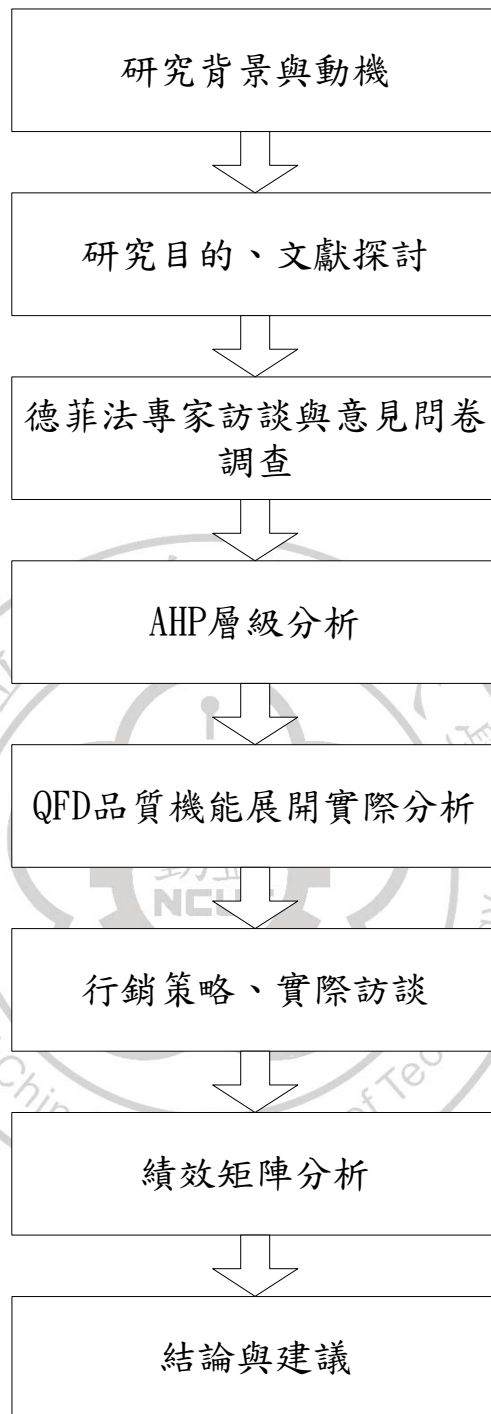 研究背景與動機
研究目的、文獻探討
德菲法專家訪談與意見問卷
調查
AHP層級分析
QFD品質機能展開實際分析
行銷策略、實際訪談
績效矩陣分析
結論與建議